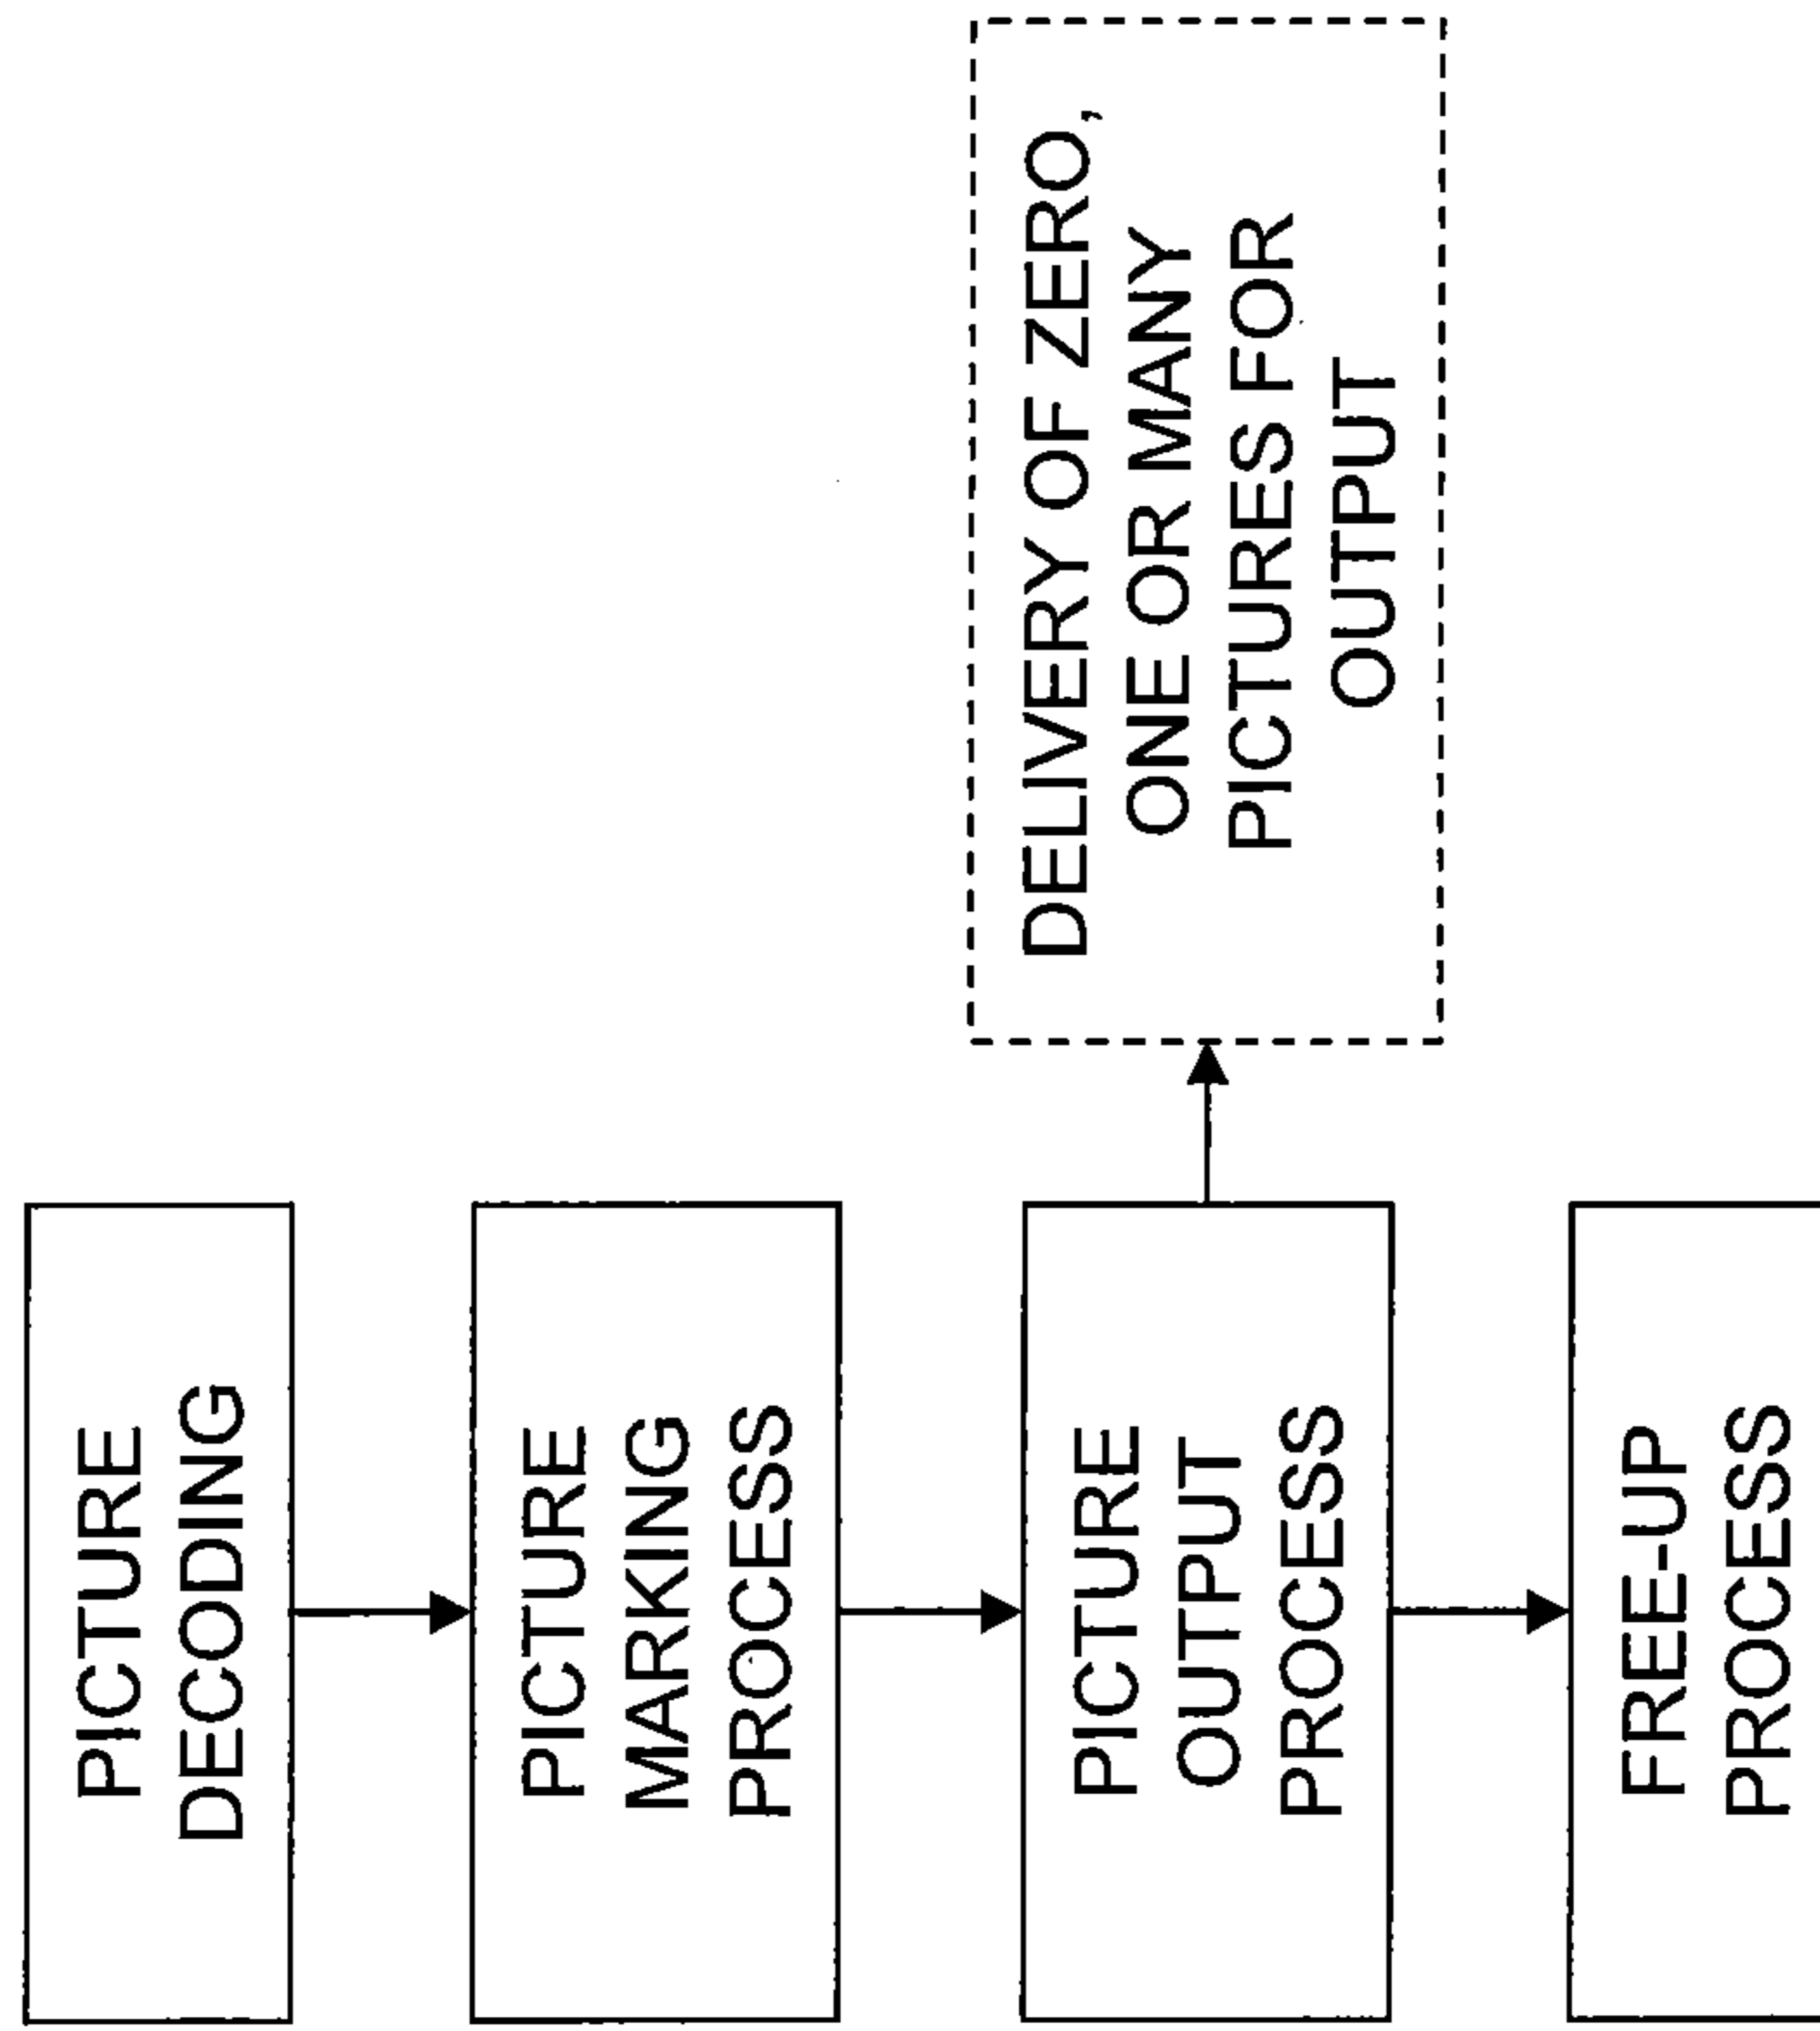 PICTURE
DECODING
PICTURE
MARKING
PROCESS
PICTURE
OUTPUT
PROCESS
DELIVERY OF ZERO,
ONE OR MANY
PICTURES FOR
OUTPUT
FREE-UP
PROCESS